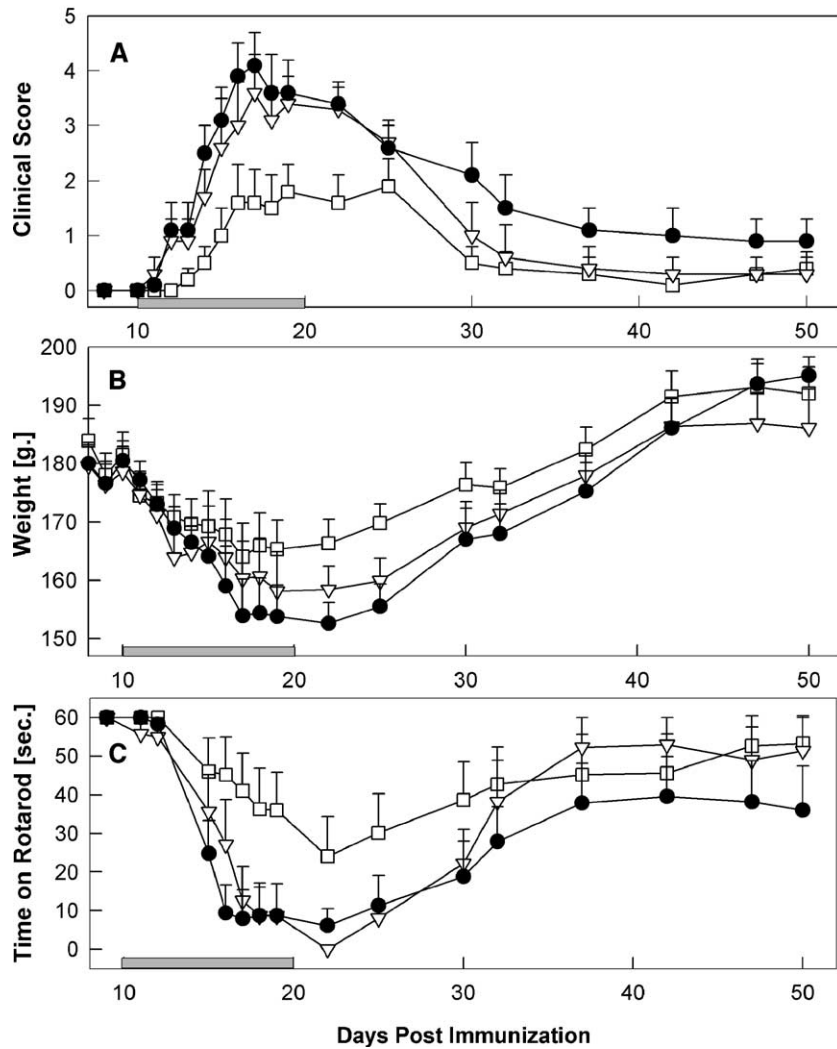 A
Clinical Score
5
4
3
2
1
0
10 20 30 40 50
B
Weight [g.]
200
190
180
170
160
150
10 20 30 40 50
C
Time on Rotarod [sec.]
60
50
40
30
20
10
0
10 20 30 40 50
Days Post Immunization